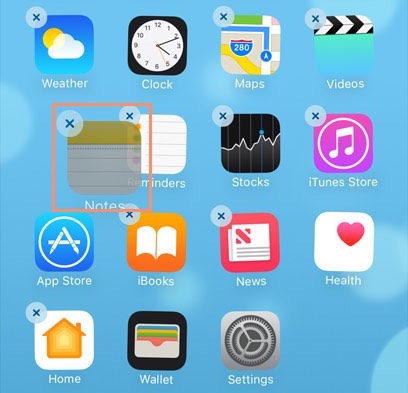 Weather Clock Maps Videos
280
Notes Reminders Stocks iTunes Store
App Store iBooks News Health
Home Wallet Settings